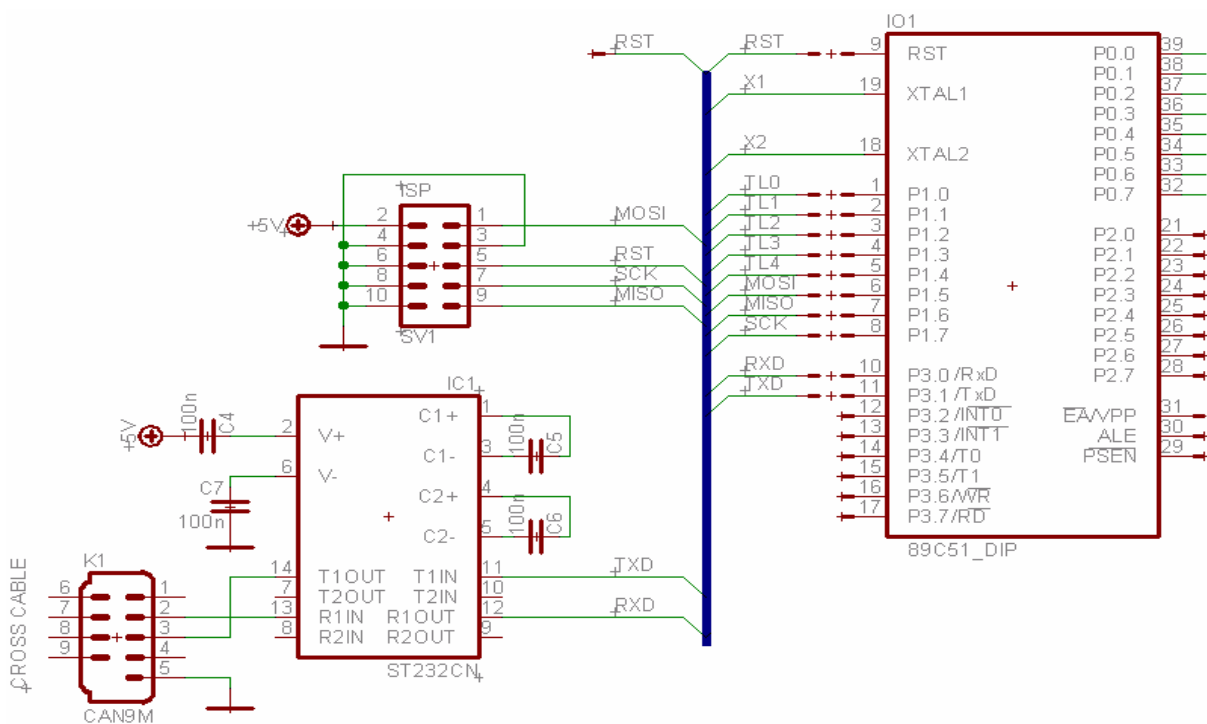 IO1
RST RST 9 RST P0.0 39
P0.1 38
X1 19 XTAL1 P0.2 37
P0.3 36
P0.4 35
X2 18 XTAL2 P0.5 34
P0.6 33
TL0 1 P1.0 P0.7 32
TL1 2 P1.1
TL2 3 P1.2 P2.0 21
TL3 4 P1.3 P2.1 22
TL4 5 P1.4 P2.2 23
MOSI 6 P1.5 P2.3 24
MISO 7 P1.6 P2.4 25
SCK 8 P1.7 P2.5 26
P2.6 27
RXD 10 P3.0/RxD P2.7 28
TXD 11 P3.1/TxD
12 P3.2/INT0 EA/VPP 31
13 P3.3/INT1 ALE 30
14 P3.4/T0 PSEN 29
15 P3.5/T1
16 P3.6/WR
17 P3.7/RD
89C51_DIP
ISP
+5V 2 1 MOSI
4 3
6 5 RST
8 7 SCK
10 9 MISO
SV1
IC1
+5V 100n C4 2 V+ C1+ 1
C1- 3 100n C5
6 V-
C7 100n
C2+ 4
C2- 5 100n C6
14 T1OUT T1IN 11 TXD
7 T2OUT T2IN 10
13 R1IN R1OUT 12 RXD
8 R2IN R2OUT 9
ST232CN
K1
6 1
7 2
8 3
9 4
5
CAN9M
CROSS CABLE